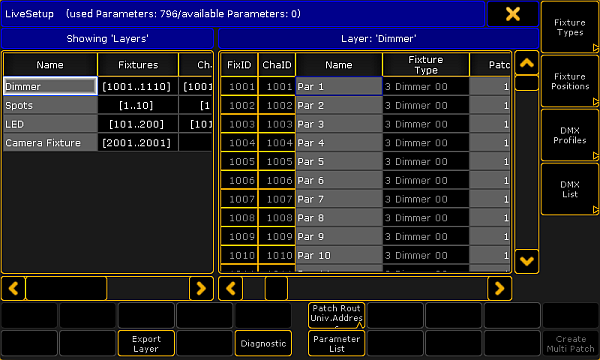 LiveSetup (used Parameters: 796/available Parameters: 0)
Showing 'Layers'
Name Fixtures Ch.
Dimmer [1001..1110] [1001
Spots [1..10] [1
LED [101..200] [101
Camera Fixture [2001..2001]
Layer: 'Dimmer'
FixID ChaID Name Fixture Type Patc
1001 1001 Par 1 3 Dimmer 00 1
1002 1002 Par 2 3 Dimmer 00 1
1003 1003 Par 3 3 Dimmer 00 1
1004 1004 Par 4 3 Dimmer 00 1
1005 1005 Par 5 3 Dimmer 00 1
1006 1006 Par 6 3 Dimmer 00 1
1007 1007 Par 7 3 Dimmer 00 1
1008 1008 Par 8 3 Dimmer 00 1
1009 1009 Par 9 3 Dimmer 00 1
1010 1010 Par 10 3 Dimmer 00 1
Fixture
Types
Fixture
Positions
DMX
Profiles
DMX
List
Patch Rout
Univ.Addres
Export
Layer
Diagnostic
Parameter
List
Create
Multi Patch